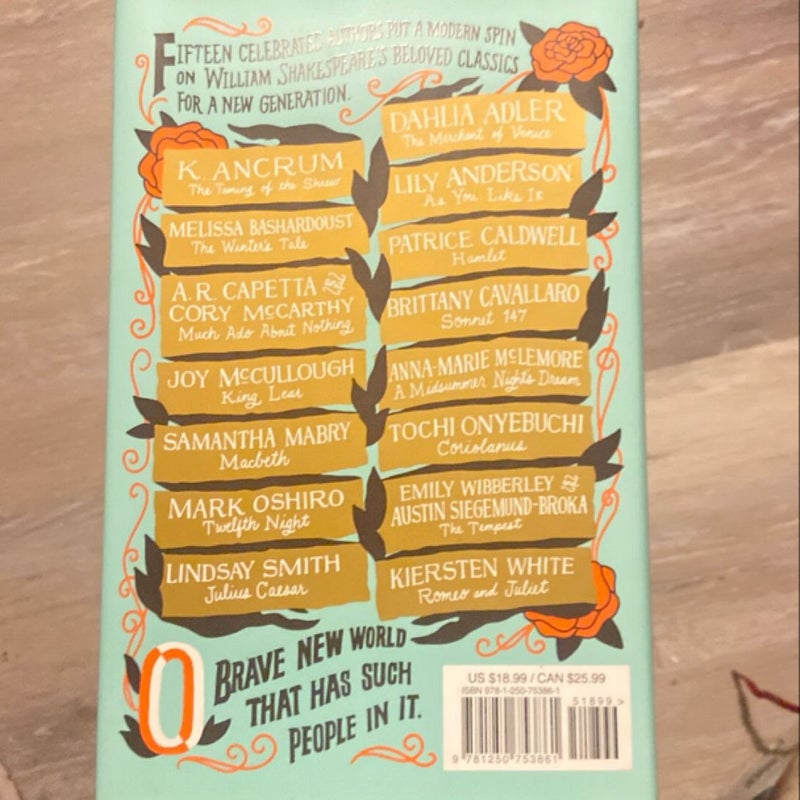 FIFTEEN CELEBRATED AUTHORS PUT A MODERN SPIN
ON WILLIAM SHAKESPEARE'S BELOVED CLASSICS
FOR A NEW GENERATION.
K. ANCRUM
The Taming of the Shrew
MELISSA BASHARDOUST
The Winter's Tale
A.R. CAPETTA and
CORY McCARTHY
Much Ado About Nothing
JOY McCULLOUGH
King Lear
SAMANTHA MABRY
Macbeth
MARK OSHIRO
Twelfth Night
LINDSAY SMITH
Julius Caesar
DAHLIA ADLER
The Merchant of Venice
LILY ANDERSON
As You Like It
PATRICE CALDWELL
Hamlet
BRITTANY CAVALLARO
Sonnet 147
ANNA-MARIE McLEMORE
A Midsummer Night's Dream
TOCHI ONYEBUCHI
Coriolanus
EMILY WIBBERLEY and
AUSTIN SIEGEMUND-BROKA
The Tempest
KIERSTEN WHITE
Romeo and Juliet
O BRAVE NEW WORLD
THAT HAS SUCH
PEOPLE IN IT.
US $18.99 / CAN $25.99
ISBN 978-1-250-75386-1
51899 >
9 781250 753861